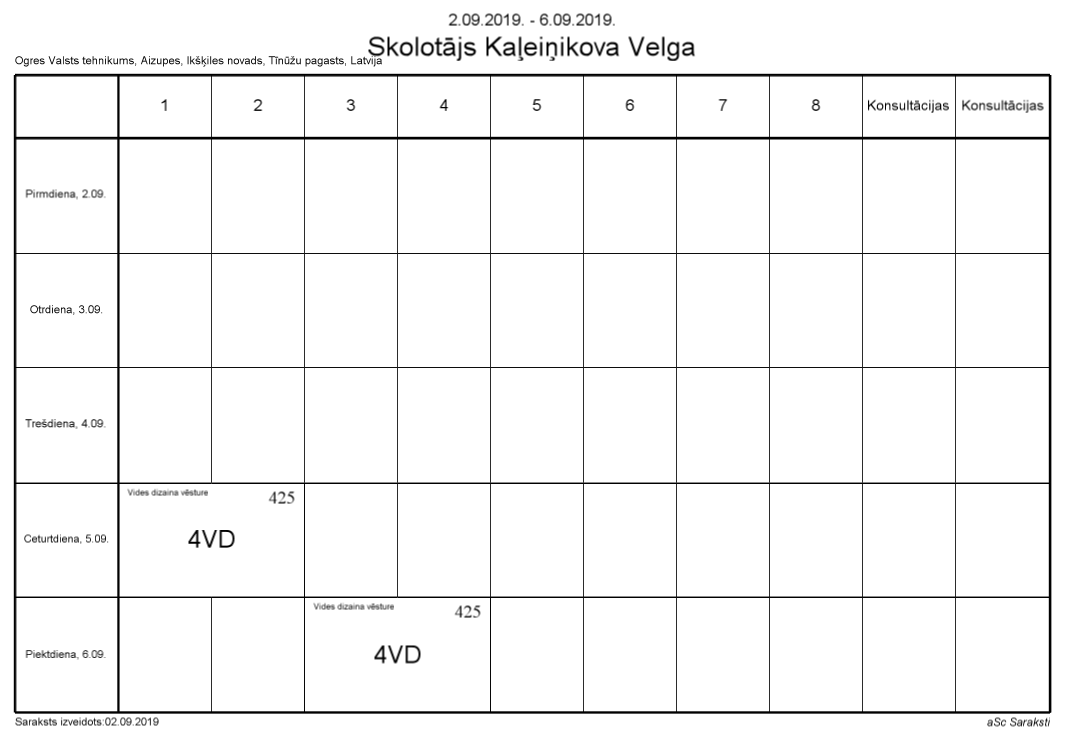 2.09.2019. - 6.09.2019.
Skolotājs Kaļeiņikova Velga
Ogres Valsts tehnikums, Aizupes, Ikšķiles novads, Tīnūžu pagasts, Latvija
1 2 3 4 5 6 7 8 Konsultācijas Konsultācijas
Pirmdiena, 2.09.
Otrdiena, 3.09.
Trešdiena, 4.09.
Vides dizaina vēsture 425
Ceturtdiena, 5.09. 4VD
Vides dizaina vēsture 425
Piektdiena, 6.09. 4VD
Saraksts izveidots:02.09.2019 aSc Saraksti